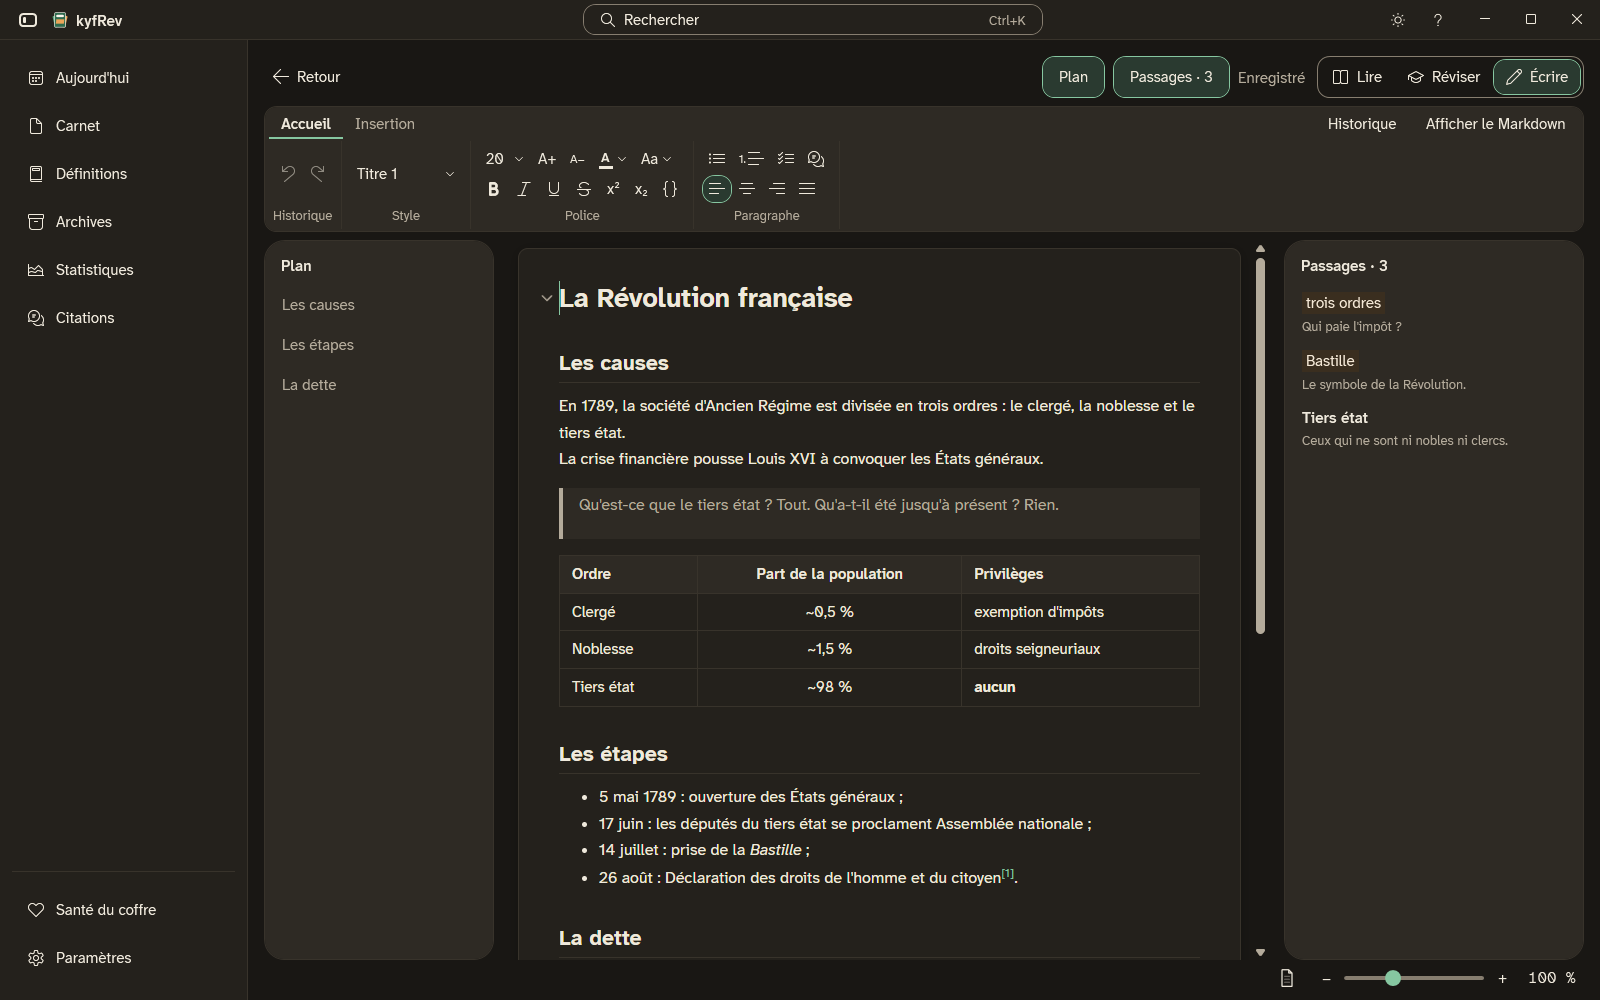 kyfRev
Rechercher
Ctrl+K
?
Aujourd'hui
Carnet
Définitions
Archives
Statistiques
Citations
Santé du coffre
Paramètres
Retour
Plan
Passages · 3
Enregistré
Lire
Réviser
Écrire
Accueil
Insertion
Historique
Afficher le Markdown
Historique
Titre 1
Style
20
A+
A−
A
Aa
B I U S x² x₂ {}
Police
Paragraphe
Plan
Les causes
Les étapes
La dette
La Révolution française
Les causes
En 1789, la société d'Ancien Régime est divisée en trois ordres : le clergé, la noblesse et le
tiers état.
La crise financière pousse Louis XVI à convoquer les États généraux.
Qu'est-ce que le tiers état ? Tout. Qu'a-t-il été jusqu'à présent ? Rien.
Ordre Part de la population Privilèges
Clergé ~0,5 % exemption d'impôts
Noblesse ~1,5 % droits seigneuriaux
Tiers état ~98 % aucun
Les étapes
• 5 mai 1789 : ouverture des États généraux ;
• 17 juin : les députés du tiers état se proclament Assemblée nationale ;
• 14 juillet : prise de la Bastille ;
• 26 août : Déclaration des droits de l'homme et du citoyen[1].
La dette
Passages · 3
trois ordres
Qui paie l'impôt ?
Bastille
Le symbole de la Révolution.
Tiers état
Ceux qui ne sont ni nobles ni clercs.
− + 100 %